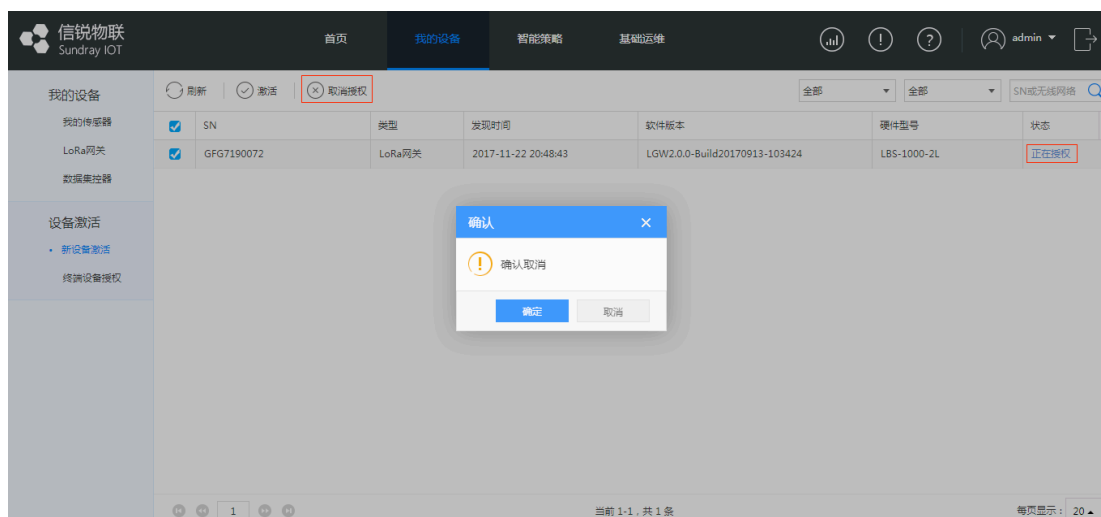 信锐物联
Sundray IOT
首页 我的设备 智能策略 基础运维 admin
我的设备
我的传感器
LoRa网关
数据集控器
设备激活
新设备激活
终端设备授权
刷新 激活 取消授权 全部 全部 SN或无线网络
SN 类型 发现时间 软件版本 硬件型号 状态
GFG7190072 LoRa网关 2017-11-22 20:48:43 LGW2.0.0-Build20170913-103424 LBS-1000-2L 正在授权
确认
确认取消
确定 取消
1 当前 1-1 , 共 1 条 每页显示: 20